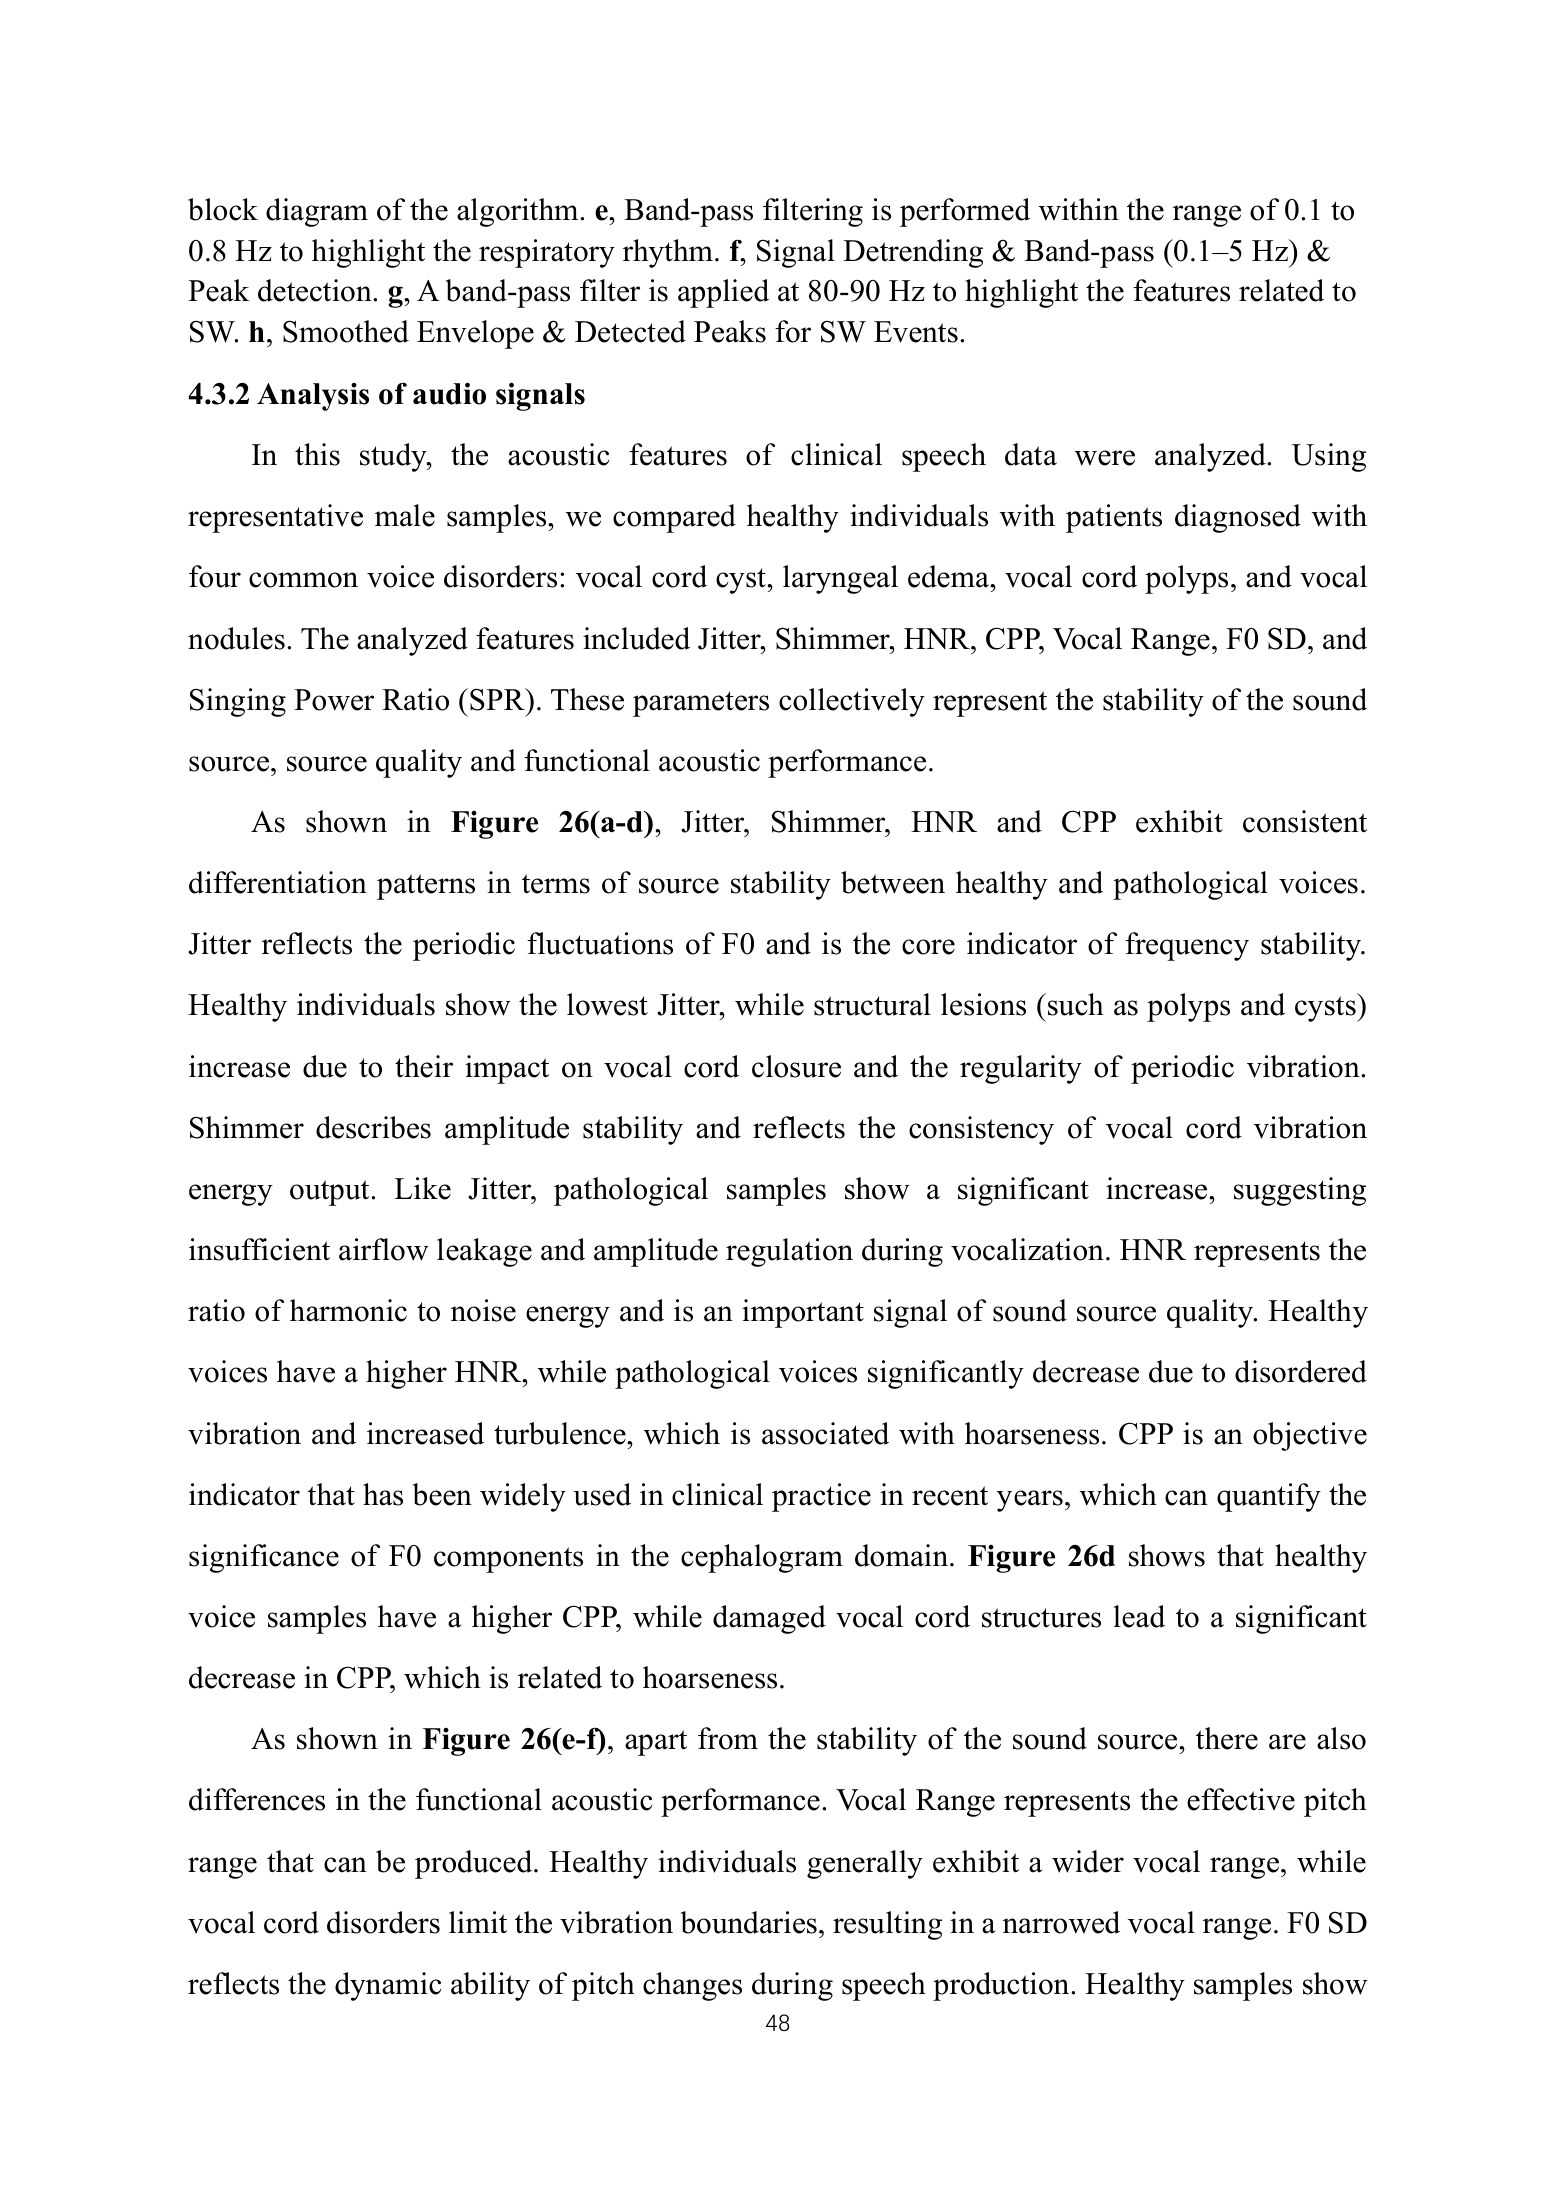 block diagram of the algorithm. e, Band-pass filtering is performed within the range of 0.1 to
0.8 Hz to highlight the respiratory rhythm. f, Signal Detrending & Band-pass (0.1–5 Hz) &
Peak detection. g, A band-pass filter is applied at 80-90 Hz to highlight the features related to
SW. h, Smoothed Envelope & Detected Peaks for SW Events.
4.3.2 Analysis of audio signals
In this study, the acoustic features of clinical speech data were analyzed. Using
representative male samples, we compared healthy individuals with patients diagnosed with
four common voice disorders: vocal cord cyst, laryngeal edema, vocal cord polyps, and vocal
nodules. The analyzed features included Jitter, Shimmer, HNR, CPP, Vocal Range, F0 SD, and
Singing Power Ratio (SPR). These parameters collectively represent the stability of the sound
source, source quality and functional acoustic performance.
As shown in Figure 26(a-d), Jitter, Shimmer, HNR and CPP exhibit consistent
differentiation patterns in terms of source stability between healthy and pathological voices.
Jitter reflects the periodic fluctuations of F0 and is the core indicator of frequency stability.
Healthy individuals show the lowest Jitter, while structural lesions (such as polyps and cysts)
increase due to their impact on vocal cord closure and the regularity of periodic vibration.
Shimmer describes amplitude stability and reflects the consistency of vocal cord vibration
energy output. Like Jitter, pathological samples show a significant increase, suggesting
insufficient airflow leakage and amplitude regulation during vocalization. HNR represents the
ratio of harmonic to noise energy and is an important signal of sound source quality. Healthy
voices have a higher HNR, while pathological voices significantly decrease due to disordered
vibration and increased turbulence, which is associated with hoarseness. CPP is an objective
indicator that has been widely used in clinical practice in recent years, which can quantify the
significance of F0 components in the cephalogram domain. Figure 26d shows that healthy
voice samples have a higher CPP, while damaged vocal cord structures lead to a significant
decrease in CPP, which is related to hoarseness.
As shown in Figure 26(e-f), apart from the stability of the sound source, there are also
differences in the functional acoustic performance. Vocal Range represents the effective pitch
range that can be produced. Healthy individuals generally exhibit a wider vocal range, while
vocal cord disorders limit the vibration boundaries, resulting in a narrowed vocal range. F0 SD
reflects the dynamic ability of pitch changes during speech production. Healthy samples show
48